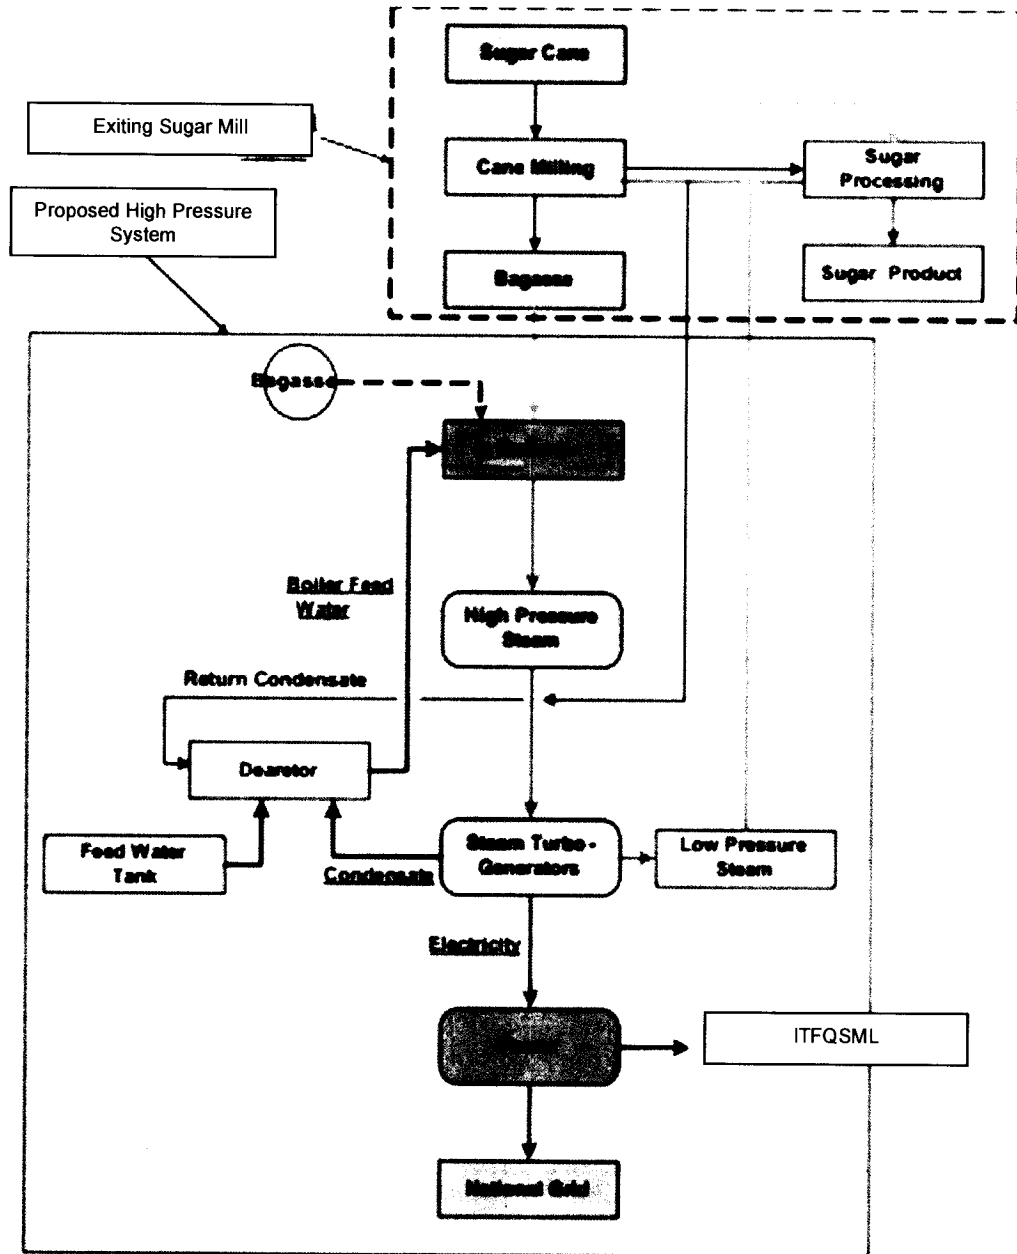 Sugar Cane
Exiting Sugar Mill
Cane Milling
Sugar
Processing
Proposed High Pressure
System
Bagasse
Sugar Product
Bagasse
Boiler Feed
Water
High Pressure
Steam
Return Condensate
Dearetor
Feed Water
Tank
Condensate
Steam Turbo -
Generators
Low Pressure
Steam
Electricity
ITFQSML
National Grid